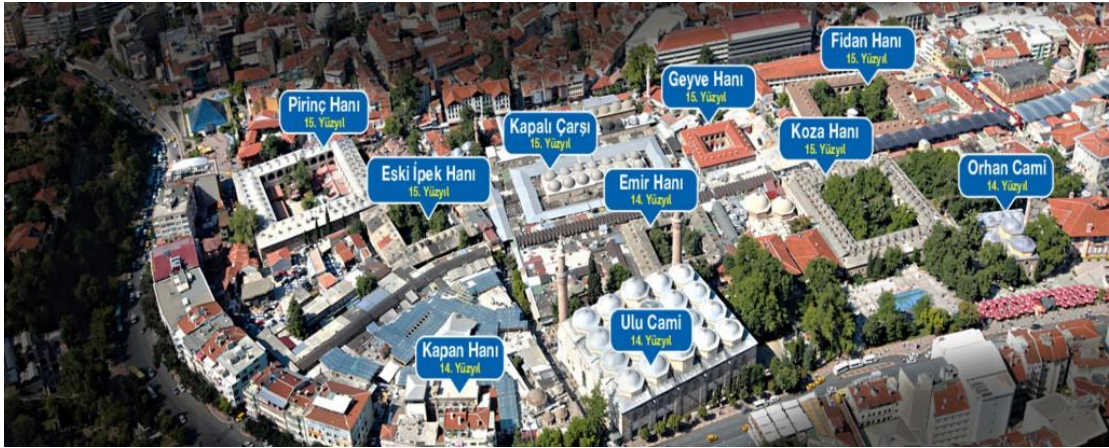 Fidan Hanı
15. Yüzyıl
Geyve Hanı
15. Yüzyıl
Pirinç Hanı
15. Yüzyıl
Kapalı Çarşı
15. Yüzyıl
Koza Hanı
15. Yüzyıl
Eski İpek Hanı
15. Yüzyıl
Emir Hanı
14. Yüzyıl
Orhan Cami
14. Yüzyıl
Ulu Cami
14. Yüzyıl
Kapan Hanı
14. Yüzyıl